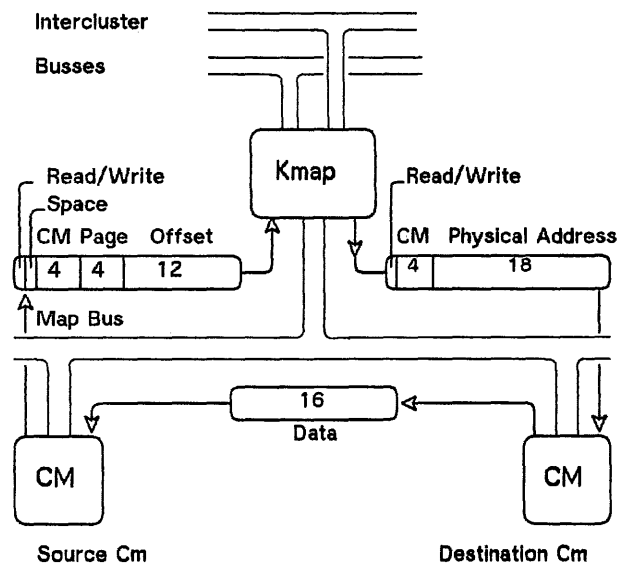 Intercluster
Busses
Kmap
Read/Write
Space
CM Page Offset
4 4 12
Read/Write
CM Physical Address
4 18
Map Bus
16
Data
CM
CM
Source Cm
Destination Cm